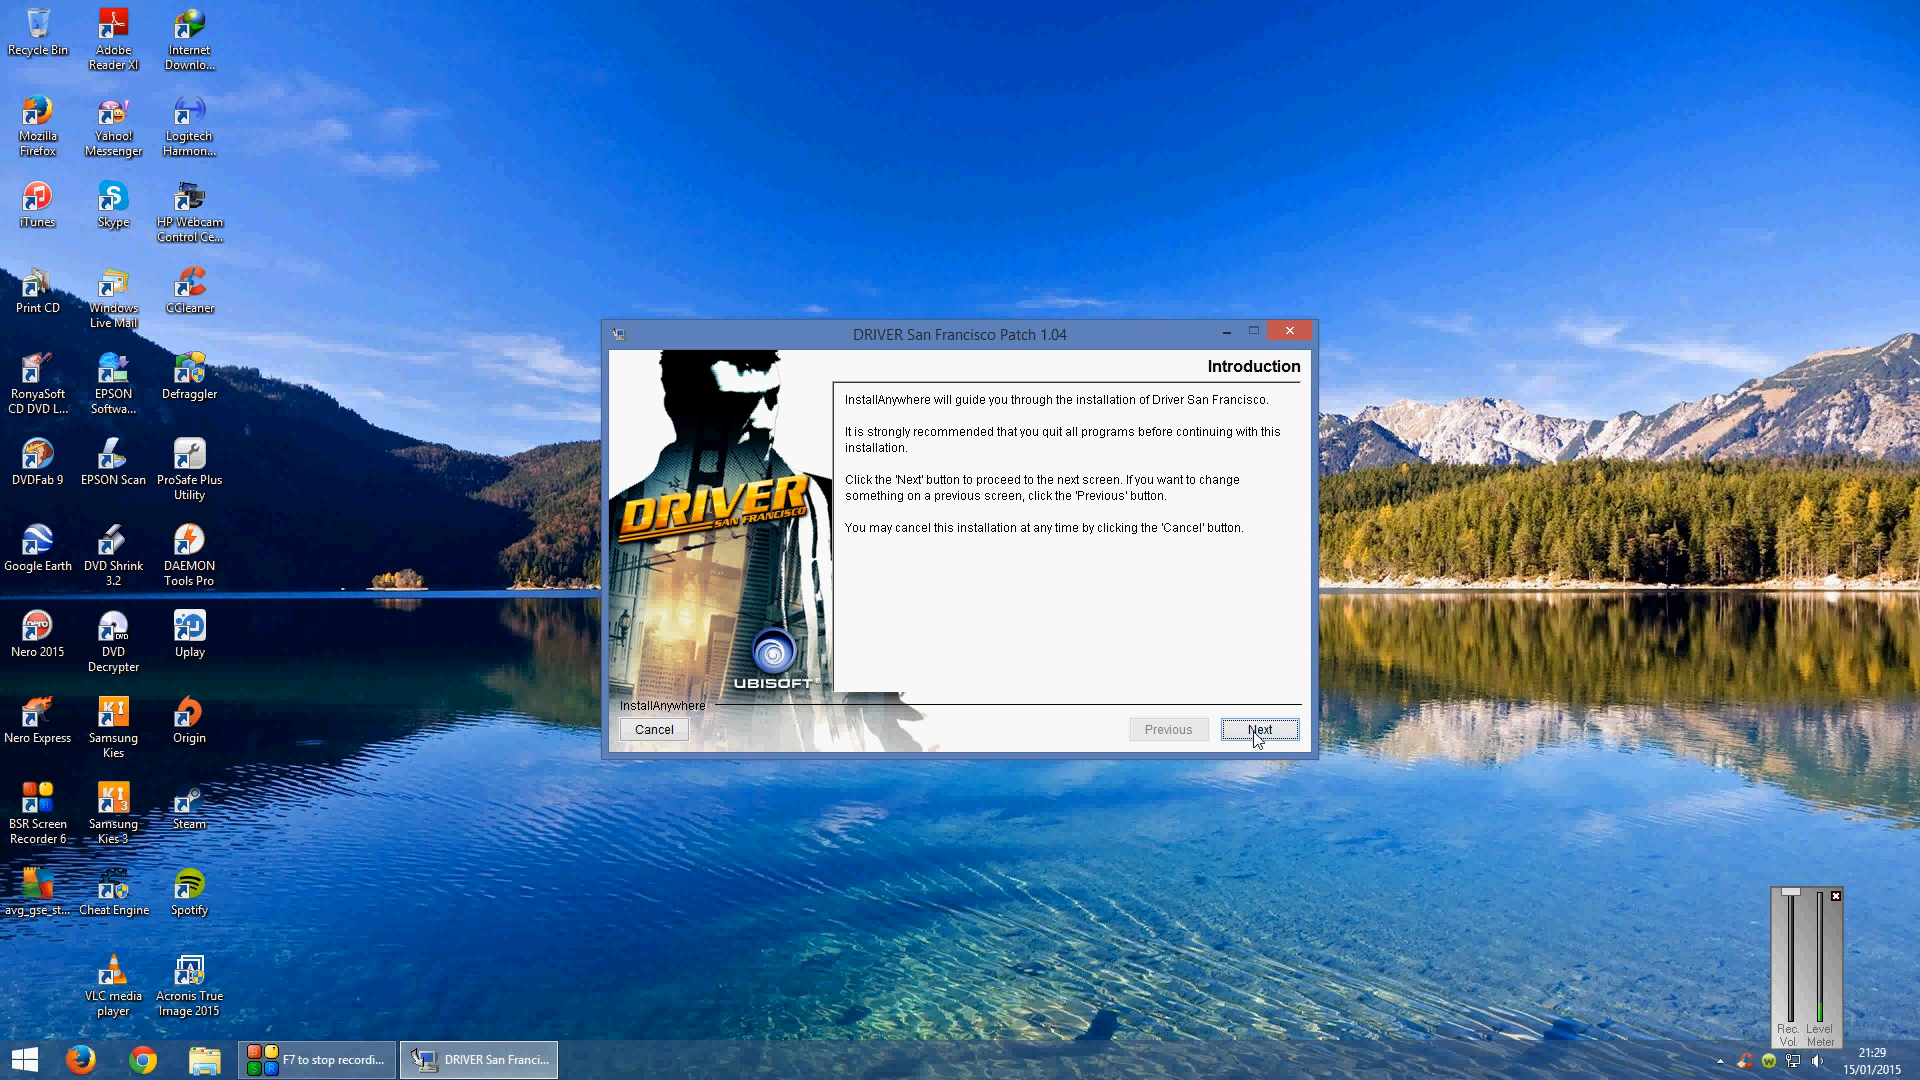 Recycle Bin
Adobe
Reader XI
Internet
Downlo...
Mozilla
Firefox
Yahoo!
Messenger
Logitech
Harmon...
iTunes
Skype
HP Webcam
Control Ce...
Print CD
Windows
Live Mail
CCleaner
RonyaSoft
CD DVD L...
EPSON
Softwa...
Defraggler
DVDFab 9
EPSON Scan
ProSafe Plus
Utility
Google Earth
DVD Shrink
3.2
DAEMON
Tools Pro
Nero 2015
DVD
Decrypter
Uplay
Nero Express
Samsung
Kies
Origin
BSR Screen
Recorder 6
Samsung
Kies 3
Steam
avg_gse_st...
Cheat Engine
Spotify
VLC media
player
Acronis True
Image 2015
DRIVER San Francisco Patch 1.04
Introduction
InstallAnywhere will guide you through the installation of Driver San Francisco.
It is strongly recommended that you quit all programs before continuing with this
installation.
Click the 'Next' button to proceed to the next screen. If you want to change
something on a previous screen, click the 'Previous' button.
You may cancel this installation at any time by clicking the 'Cancel' button.
DRIVER
SAN FRANCISCO
UBISOFT®
InstallAnywhere
Cancel
Previous
Next
Rec. Level
Vol. Meter
F7 to stop recordi...
DRIVER San Franci...
21:29
15/01/2015